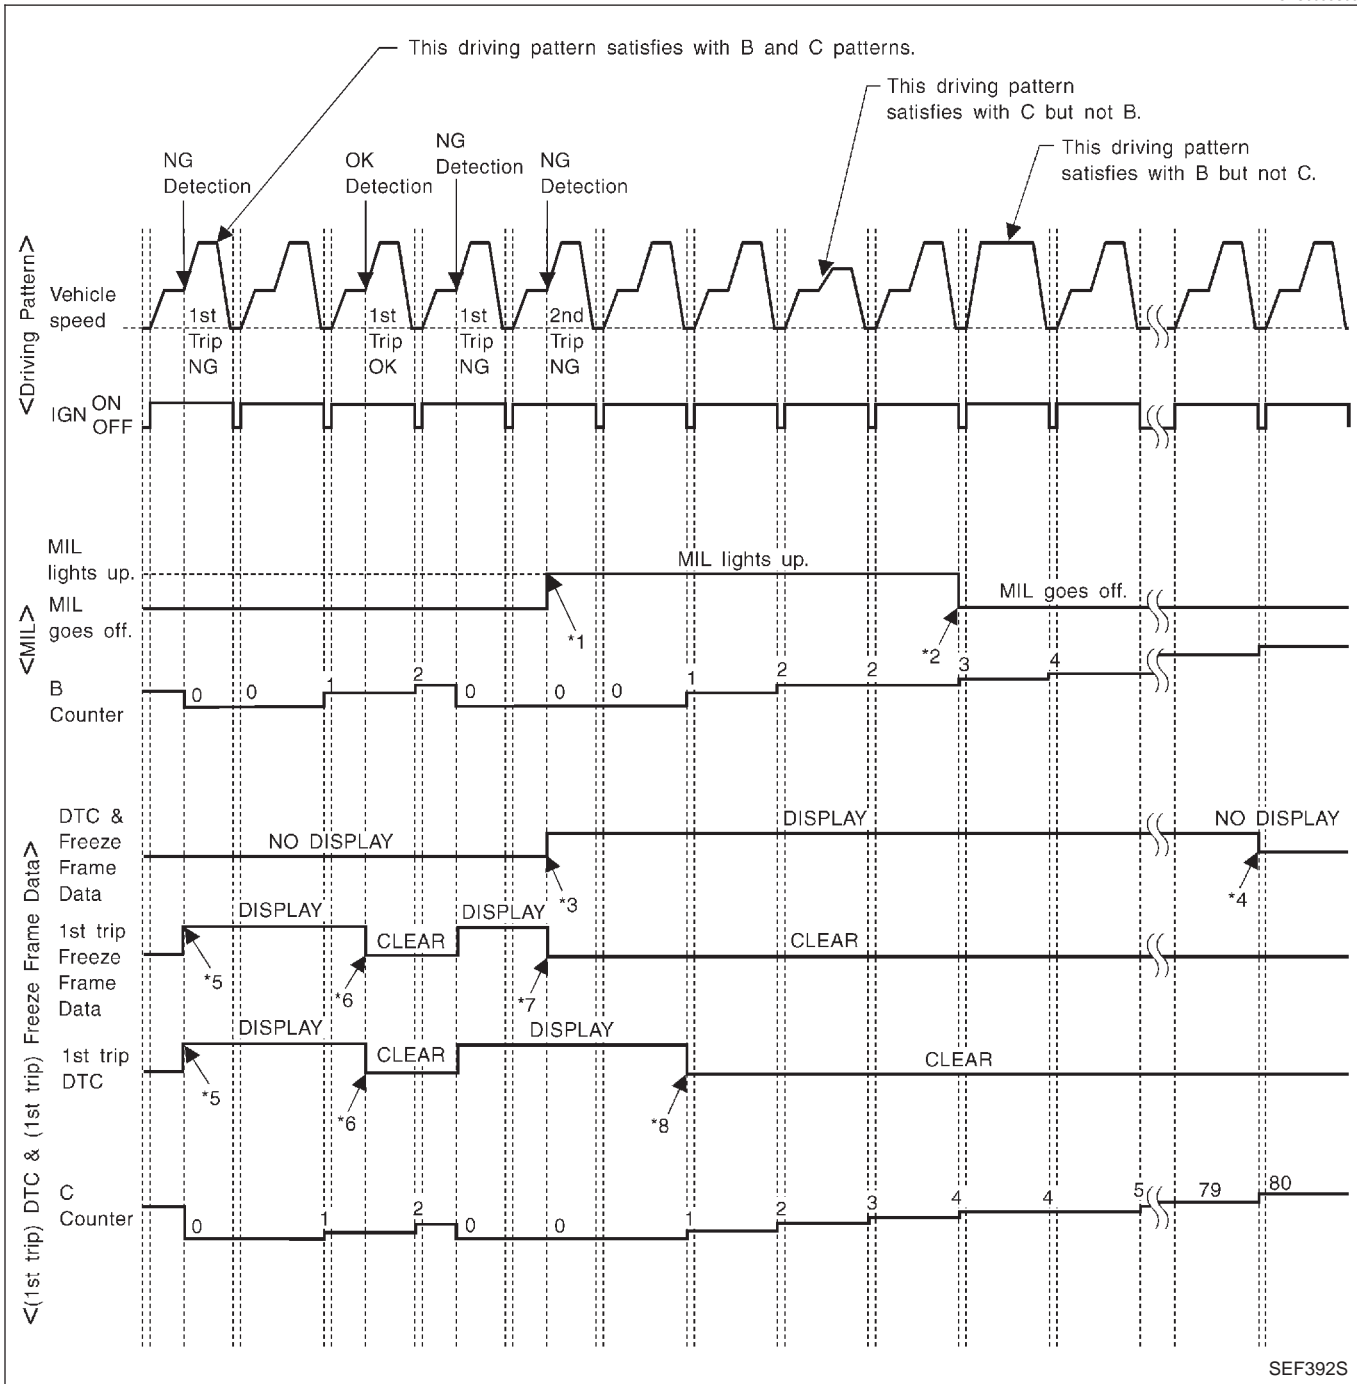 This driving pattern satisfies with B and C patterns.
This driving pattern
satisfies with C but not B.
This driving pattern
satisfies with B but not C.
NG
Detection
OK
Detection
NG
Detection
NG
Detection
<Driving Pattern>
Vehicle
speed
1st
Trip
NG
1st
Trip
OK
1st
Trip
NG
2nd
Trip
NG
IGN ON
OFF
<MIL>
MIL
lights up.
MIL lights up.
MIL
goes off.
MIL goes off.
*1
*2
B
Counter
0 0 1 2 0 0 0 1 2 2 3 4
<(1st trip) DTC & (1st trip) Freeze Frame Data>
DTC &
Freeze
Frame
Data
NO DISPLAY
DISPLAY
NO DISPLAY
*3
*4
1st trip
Freeze
Frame
Data
DISPLAY
CLEAR
DISPLAY
CLEAR
*5
*6
*7
1st trip
DTC
DISPLAY
CLEAR
DISPLAY
CLEAR
*5
*6
*8
C
Counter
0 1 2 0 0 1 2 3 4 4 5 79 80
SEF392S